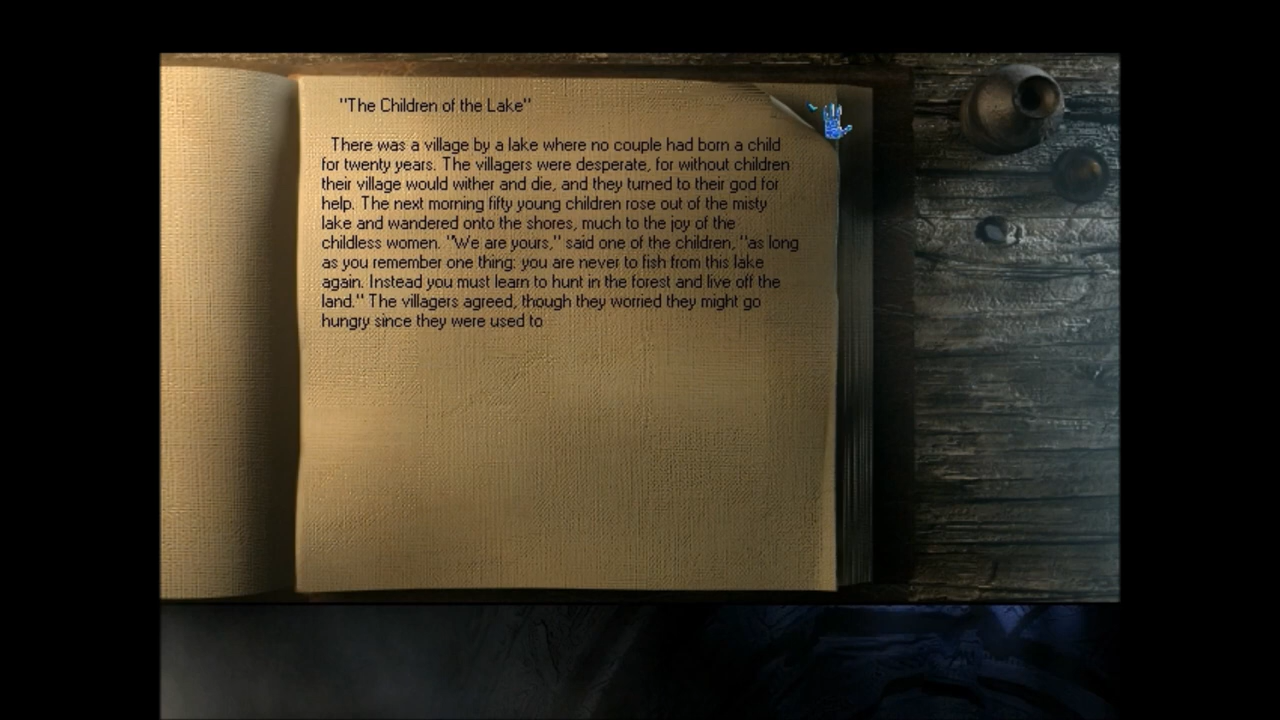 "The Children of the Lake"
There was a village by a lake where no couple had born a child
for twenty years. The villagers were desperate, for without children
their village would wither and die, and they turned to their god for
help. The next morning fifty young children rose out of the misty
lake and wandered onto the shores, much to the joy of the
childless women. "We are yours," said one of the children, "as long
as you remember one thing: you are never to fish from this lake
again. Instead you must learn to hunt in the forest and live off the
land." The villagers agreed, though they worried they might go
hungry since they were used to